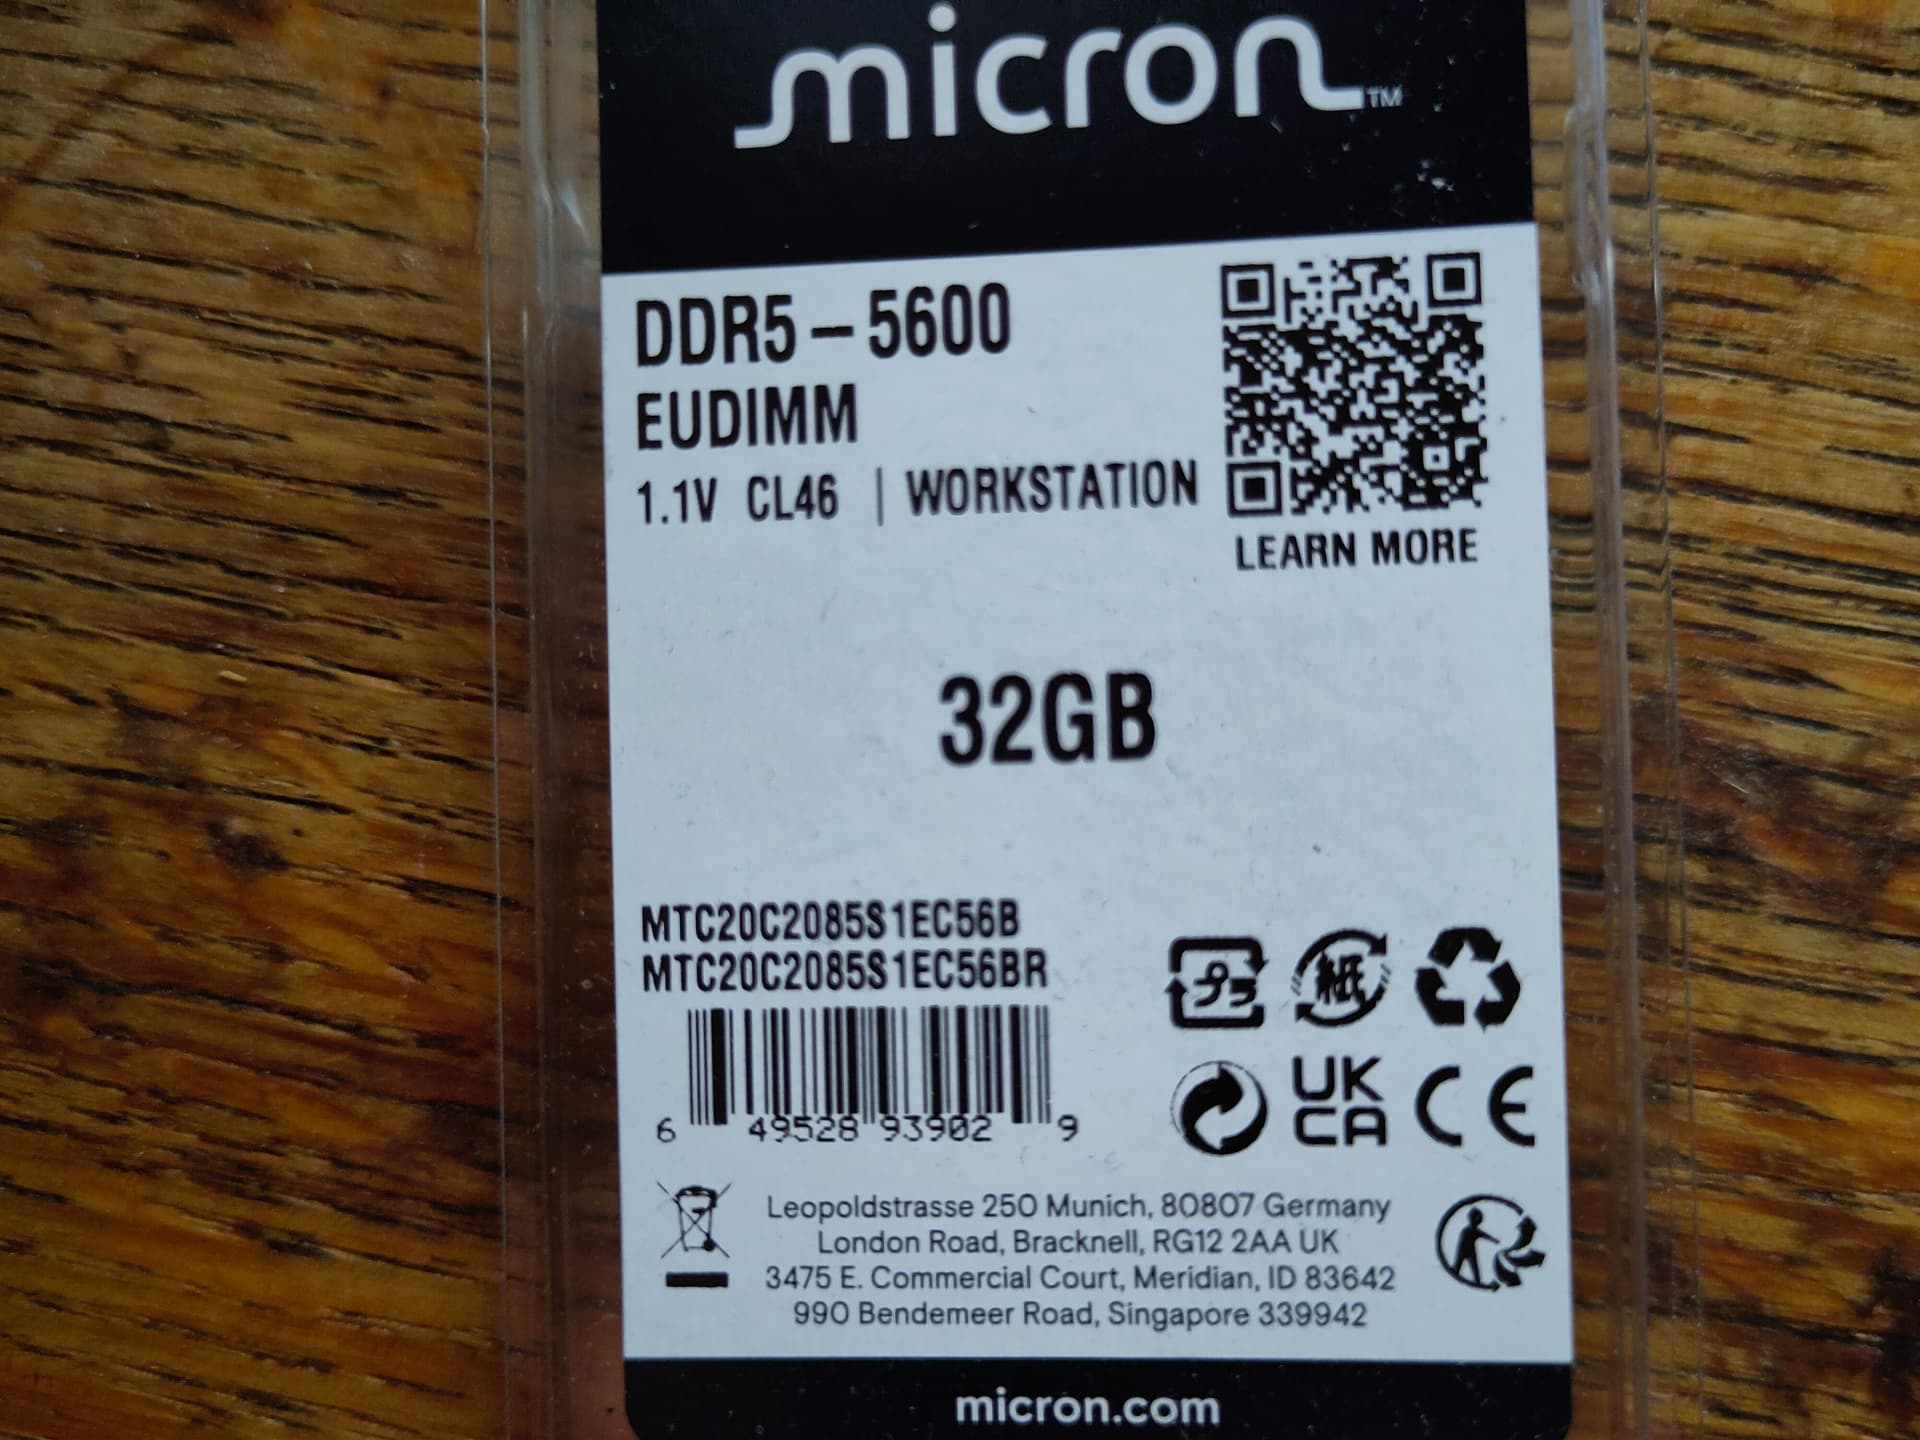 micron™
DDR5 – 5600
EUDIMM
1.1V CL46 | WORKSTATION
LEARN MORE
32GB
MTC20C2085S1EC56B
MTC20C2085S1EC56BR
6 49528 93902 9
プラ
紙
UK
CA
CE
Leopoldstrasse 250 Munich, 80807 Germany
London Road, Bracknell, RG12 2AA UK
3475 E. Commercial Court, Meridian, ID 83642
990 Bendemeer Road, Singapore 339942
micron.com